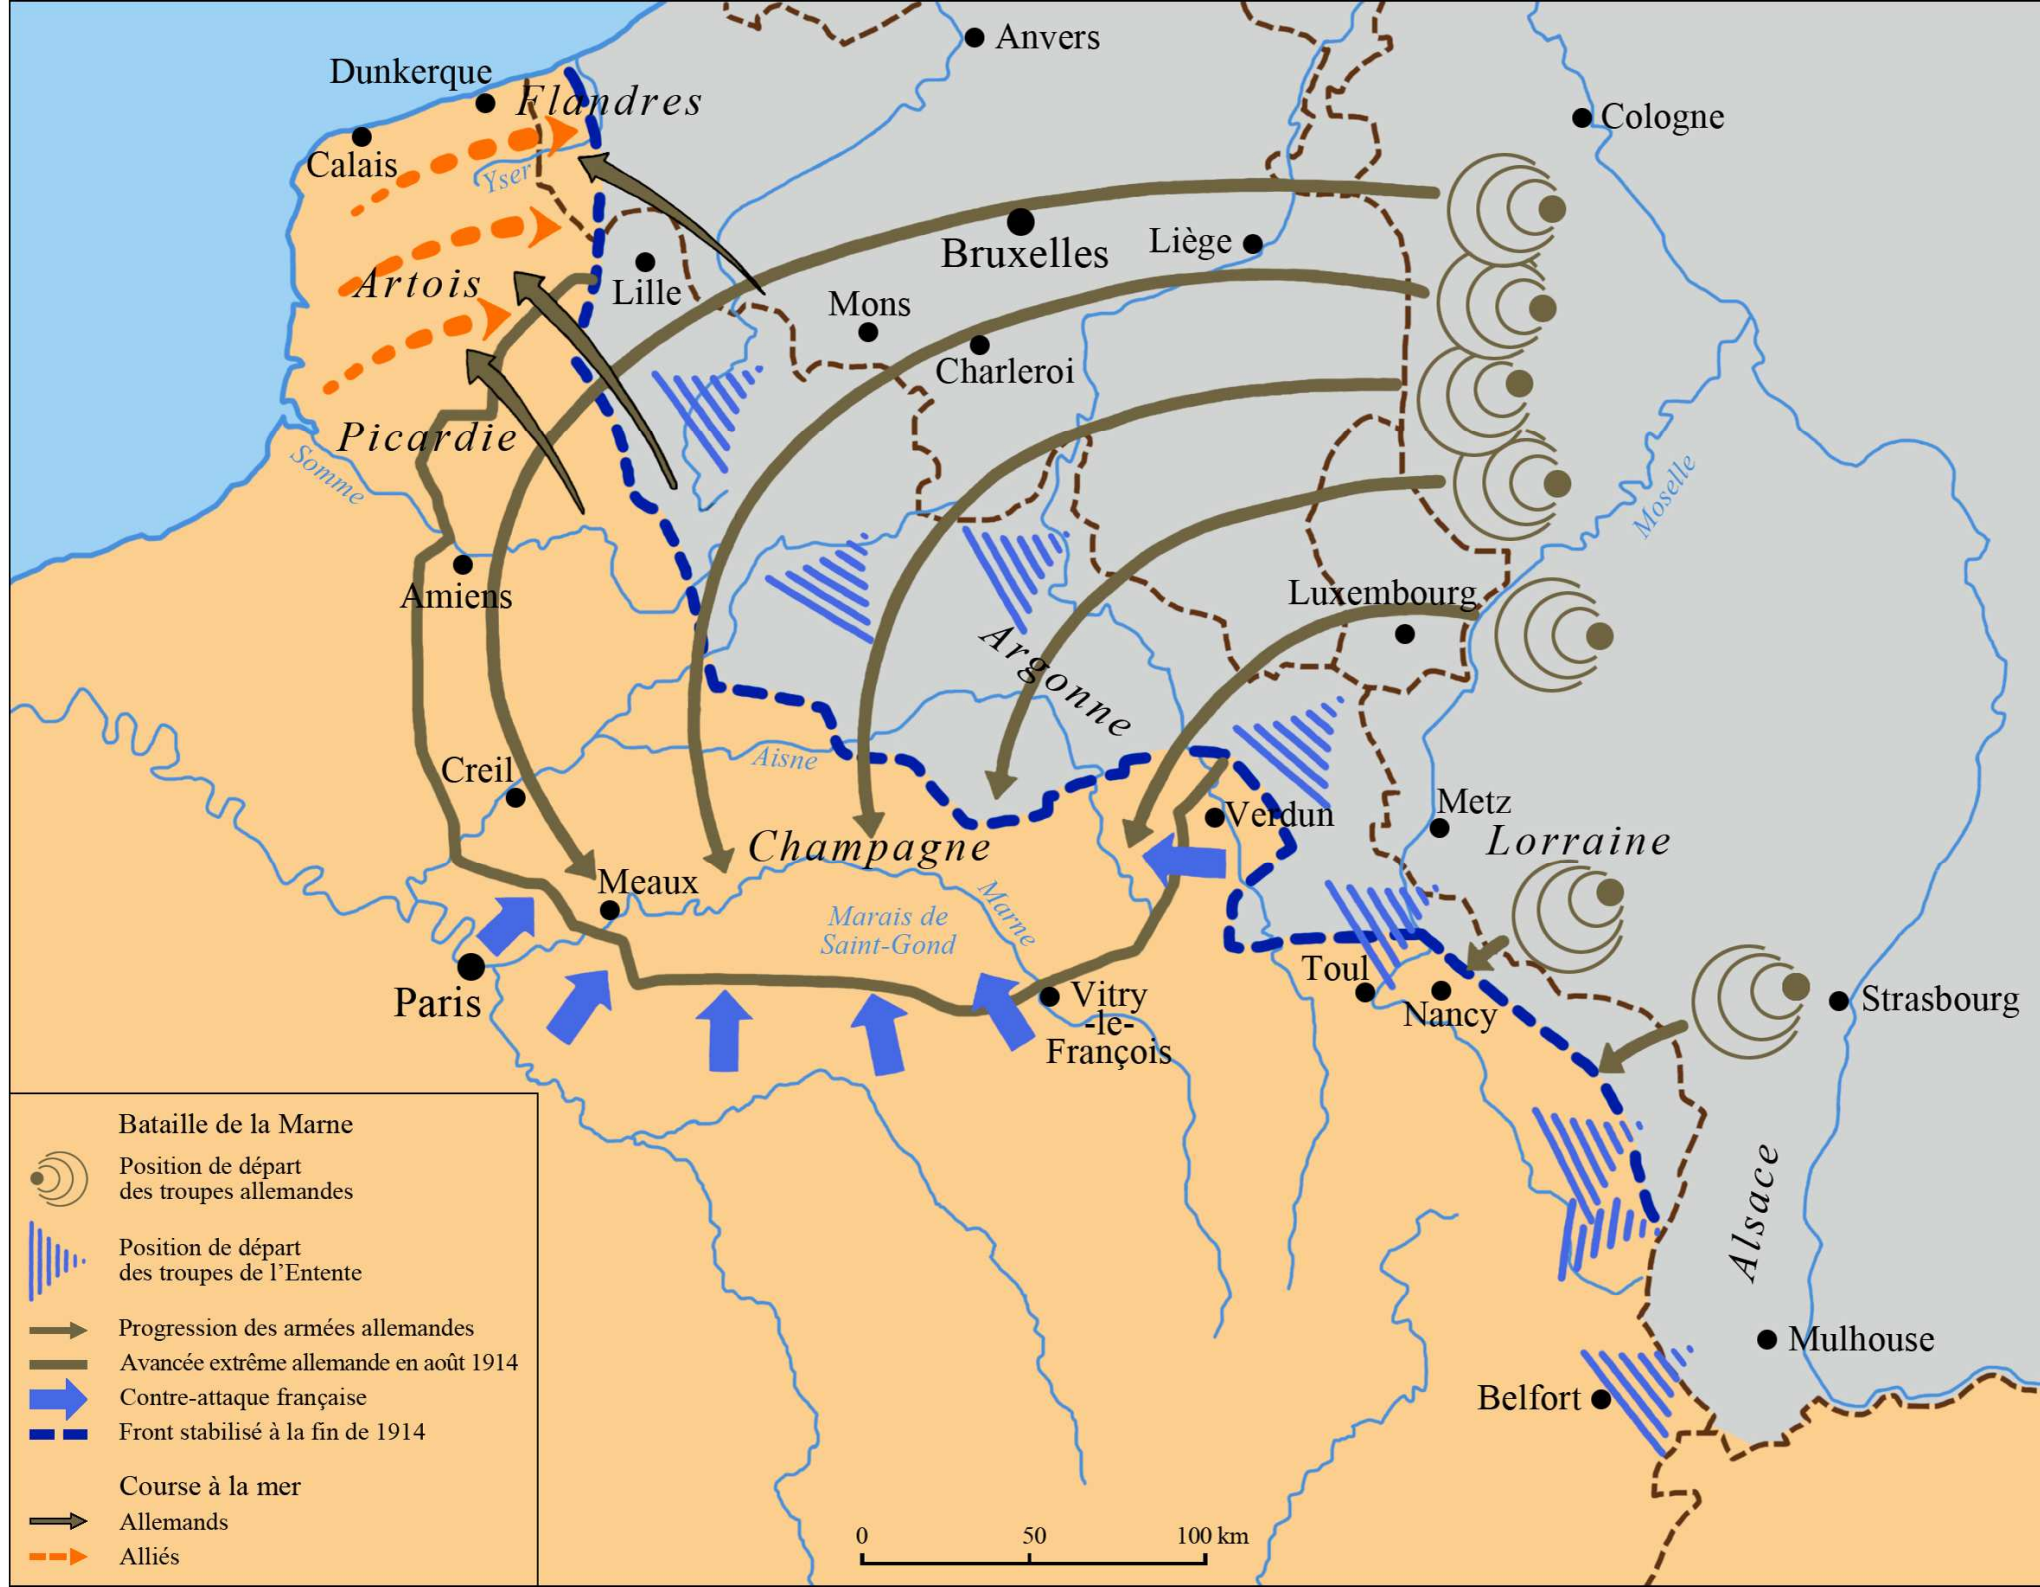 Anvers
Dunkerque
Flandres
Cologne
Calais
Yser
Bruxelles
Liège
Artois
Lille
Mons
Charleroi
Picardie
Somme
Moselle
Amiens
Luxembourg
Argonne
Creil
Aisne
Verdun
Metz
Lorraine
Champagne
Meaux
Marais de
Saint-Gond
Marne
Paris
Vitry
-le-
François
Toul
Nancy
Strasbourg
Alsace
Mulhouse
Belfort
Bataille de la Marne
Position de départ
des troupes allemandes
Position de départ
des troupes de l'Entente
Progression des armées allemandes
Avancée extrême allemande en août 1914
Contre-attaque française
Front stabilisé à la fin de 1914
Course à la mer
Allemands
Alliés
0 50 100 km